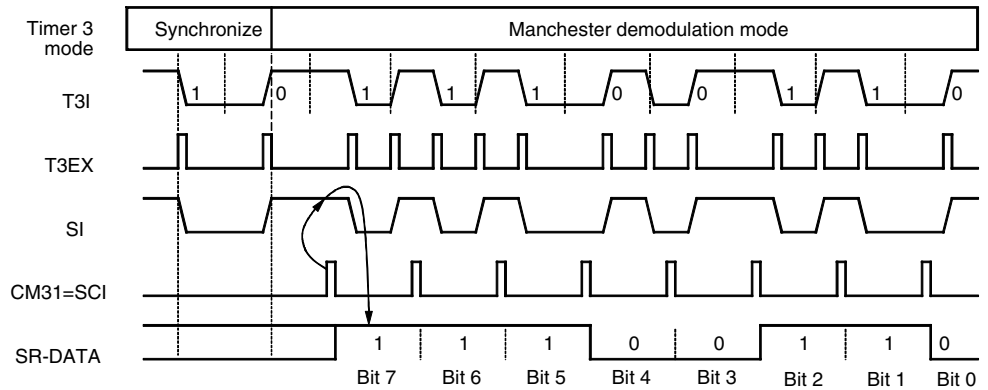 Timer 3
mode
Synchronize
Manchester demodulation mode
T3I
1 0 1 1 1 0 0 1 1 0
T3EX
SI
CM31=SCI
SR-DATA
1 1 1 0 0 1 1 0
Bit 7 Bit 6 Bit 5 Bit 4 Bit 3 Bit 2 Bit 1 Bit 0